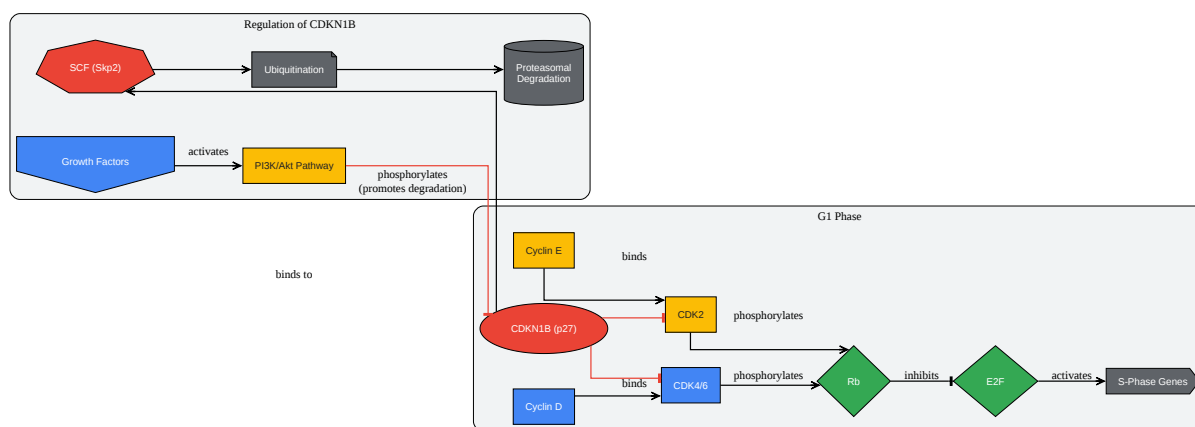 Regulation of CDKN1B
SCF (Skp2)
Ubiquitination
Proteasomal
Degradation
Growth Factors
activates
PI3K/Akt Pathway
phosphorylates
(promotes degradation)
G1 Phase
Cyclin E
binds
binds to
CDKN1B (p27)
CDK2
phosphorylates
binds
CDK4/6
phosphorylates
Rb
inhibits
E2F
activates
S-Phase Genes
Cyclin D